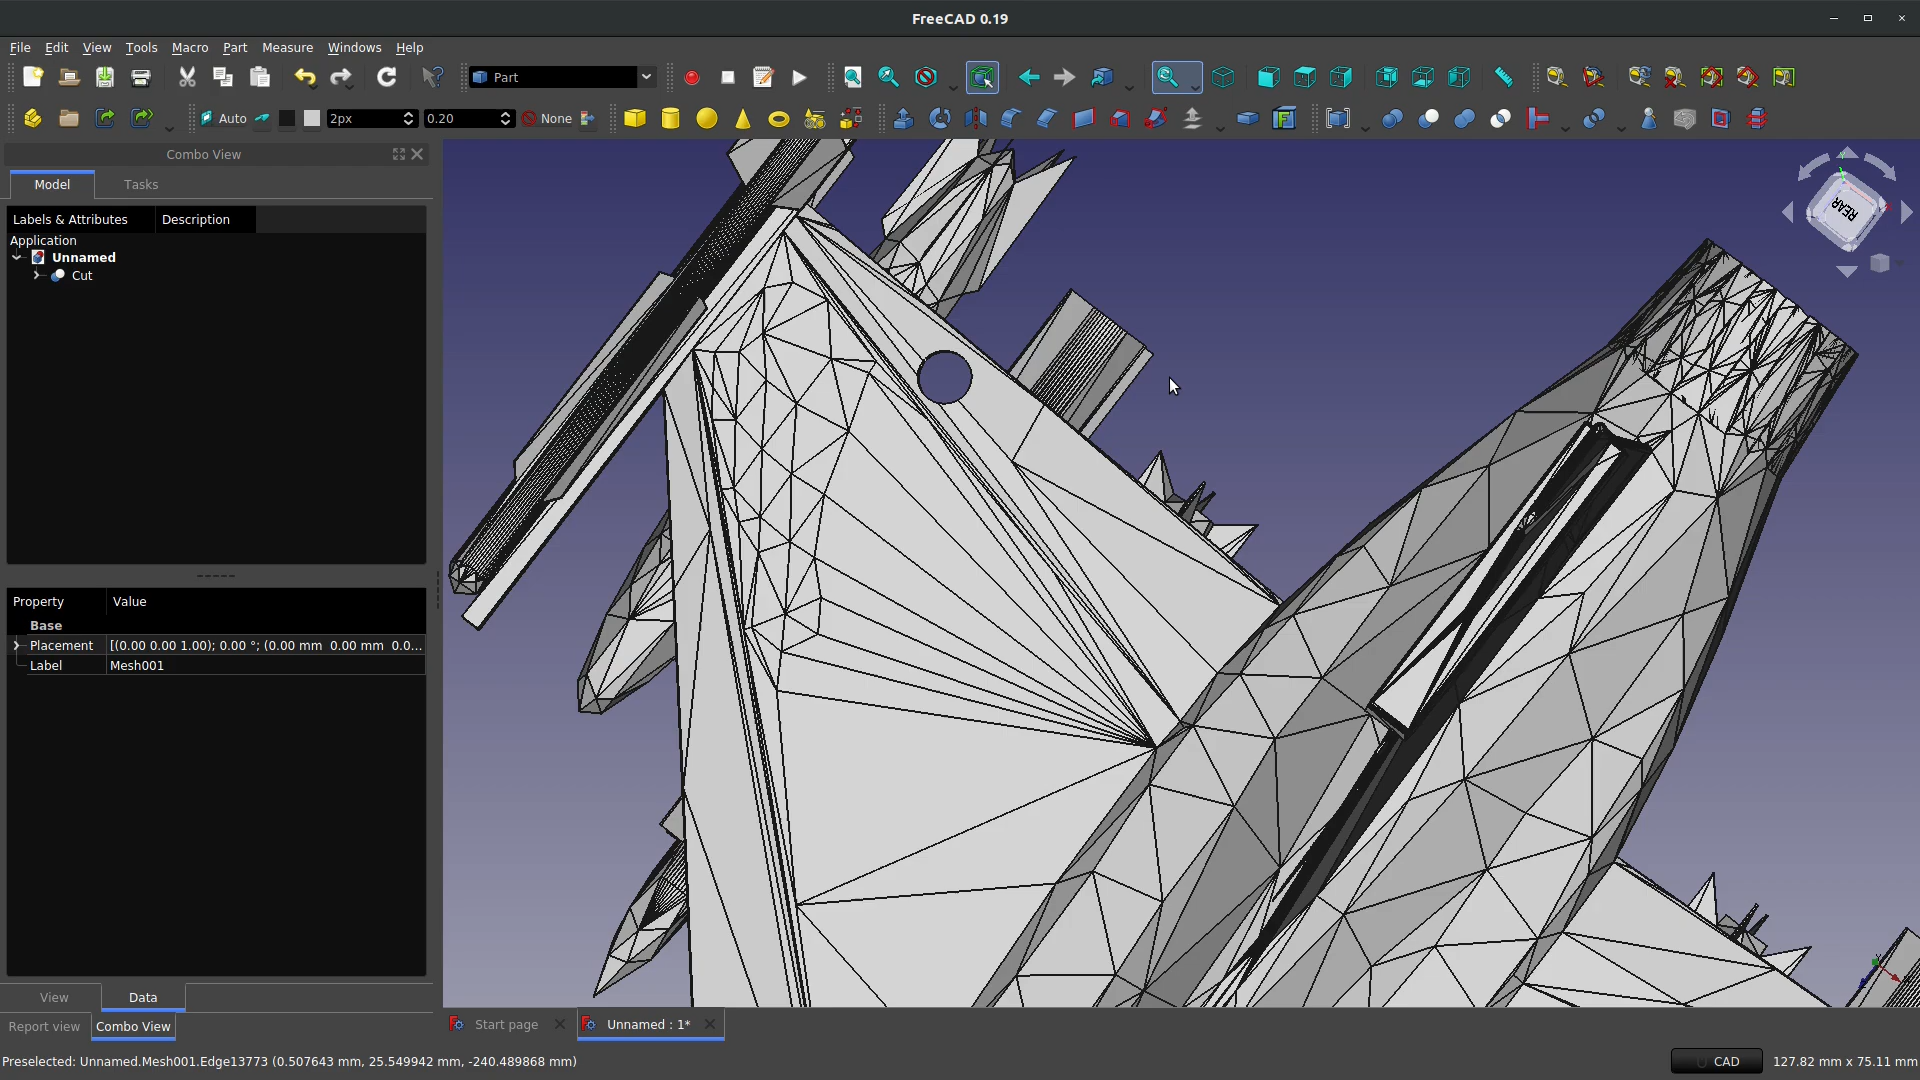 FreeCAD 0.19
File Edit View Tools Macro Part Measure Windows Help
Part
Auto 2px 0.20 None
Combo View
Model Tasks
Labels & Attributes Description
Application
Unnamed
Cut
REAR
Property Value
Base
Placement [(0.00 0.00 1.00); 0.00 °; (0.00 mm 0.00 mm 0.0...
Label Mesh001
View Data
Report view Combo View
Start page Unnamed : 1*
Preselected: Unnamed.Mesh001.Edge13773 (0.507643 mm, 25.549942 mm, -240.489868 mm)
CAD 127.82 mm x 75.11 mm